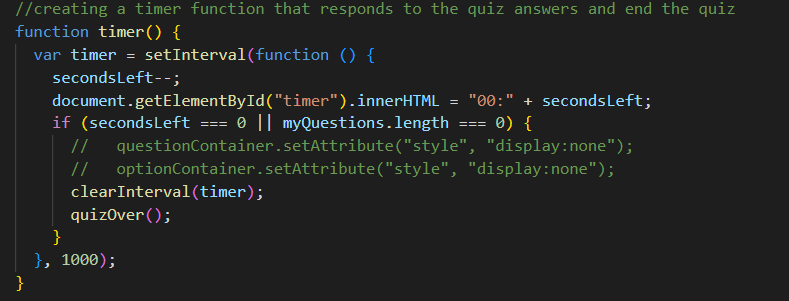 //creating a timer function that responds to the quiz answers and end the quiz
function timer() {
  var timer = setInterval(function () {
    secondsLeft--;
    document.getElementById("timer").innerHTML = "00:" + secondsLeft;
    if (secondsLeft === 0 || myQuestions.length === 0) {
      //   questionContainer.setAttribute("style", "display:none");
      //   optionContainer.setAttribute("style", "display:none");
      clearInterval(timer);
      quizOver();
    }
  }, 1000);
}